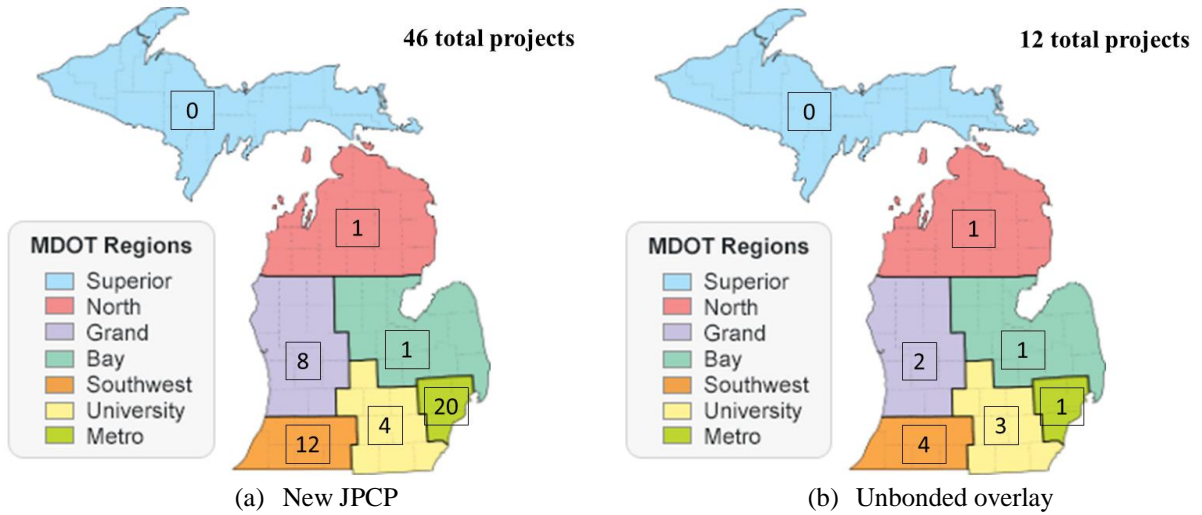 46 total projects
0
1
MDOT Regions
Superior
North
Grand
Bay
Southwest
University
Metro
8
1
20
4
12
(a) New JPCP
12 total projects
0
1
MDOT Regions
Superior
North
Grand
Bay
Southwest
University
Metro
2
1
1
3
4
(b) Unbonded overlay